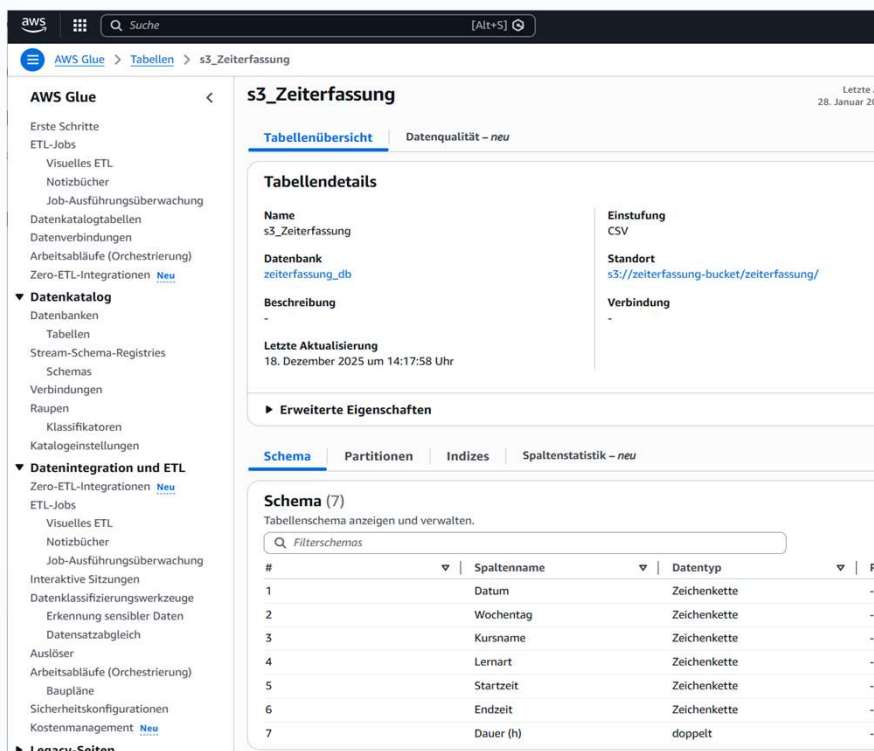 aws
Suche [Alt+S]
AWS Glue > Tabellen > s3_Zeiterfassung
AWS Glue
Erste Schritte
ETL-Jobs
Visuelles ETL
Notizbücher
Job-Ausführungsüberwachung
Datenkatalogtabellen
Datenverbindungen
Arbeitsabläufe (Orchestrierung)
Zero-ETL-Integrationen Neu
Datenkatalog
Datenbanken
Tabellen
Stream-Schema-Registries
Schemas
Verbindungen
Raupen
Klassifikatoren
Katalogeinstellungen
Datenintegration und ETL
Zero-ETL-Integrationen Neu
ETL-Jobs
Visuelles ETL
Notizbücher
Job-Ausführungsüberwachung
Interaktive Sitzungen
Datenklassifizierungswerkzeuge
Erkennung sensibler Daten
Datensatzabgleich
Auslöser
Arbeitsabläufe (Orchestrierung)
Baupläne
Sicherheitskonfigurationen
Kostenmanagement Neu
Legacy-Seiten
s3_Zeiterfassung
Letzte
28. Januar
Tabellenübersicht Datenqualität – neu
Tabellendetails
Name
s3_Zeiterfassung
Datenbank
zeiterfassung_db
Beschreibung
-
Letzte Aktualisierung
18. Dezember 2025 um 14:17:58 Uhr
Einstufung
CSV
Standort
s3://zeiterfassung-bucket/zeiterfassung/
Verbindung
-
Erweiterte Eigenschaften
Schema Partitionen Indizes Spaltenstatistik – neu
Schema (7)
Tabellenschema anzeigen und verwalten.
Filterschemas
# Spaltenname Datentyp
1 Datum Zeichenkette -
2 Wochentag Zeichenkette -
3 Kursname Zeichenkette -
4 Lernart Zeichenkette -
5 Startzeit Zeichenkette -
6 Endzeit Zeichenkette -
7 Dauer (h) doppelt -